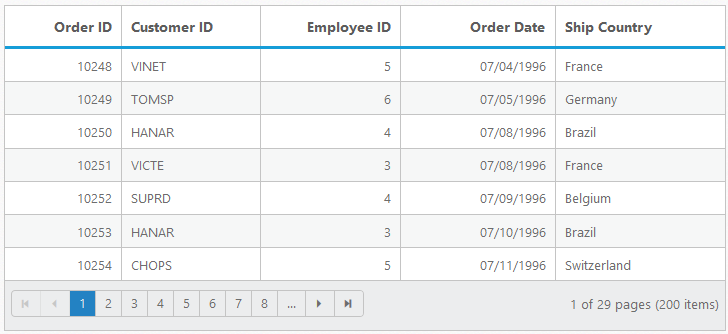 Order ID Customer ID Employee ID Order Date Ship Country
10248 VINET 5 07/04/1996 France
10249 TOMSP 6 07/05/1996 Germany
10250 HANAR 4 07/08/1996 Brazil
10251 VICTE 3 07/08/1996 France
10252 SUPRD 4 07/09/1996 Belgium
10253 HANAR 3 07/10/1996 Brazil
10254 CHOPS 5 07/11/1996 Switzerland
1 2 3 4 5 6 7 8 ... 1 of 29 pages (200 items)